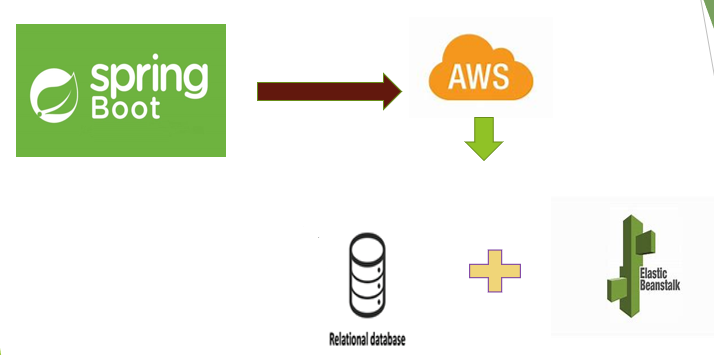 spring
Boot
AWS
Relational database
Elastic
Beanstalk